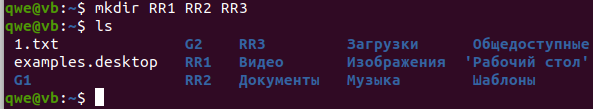 qwe@vb:~$ mkdir RR1 RR2 RR3
qwe@vb:~$ ls
1.txt G2 RR3 Загрузки Общедоступные
examples.desktop RR1 Видео Изображения 'Рабочий стол'
G1 RR2 Документы Музыка Шаблоны
qwe@vb:~$